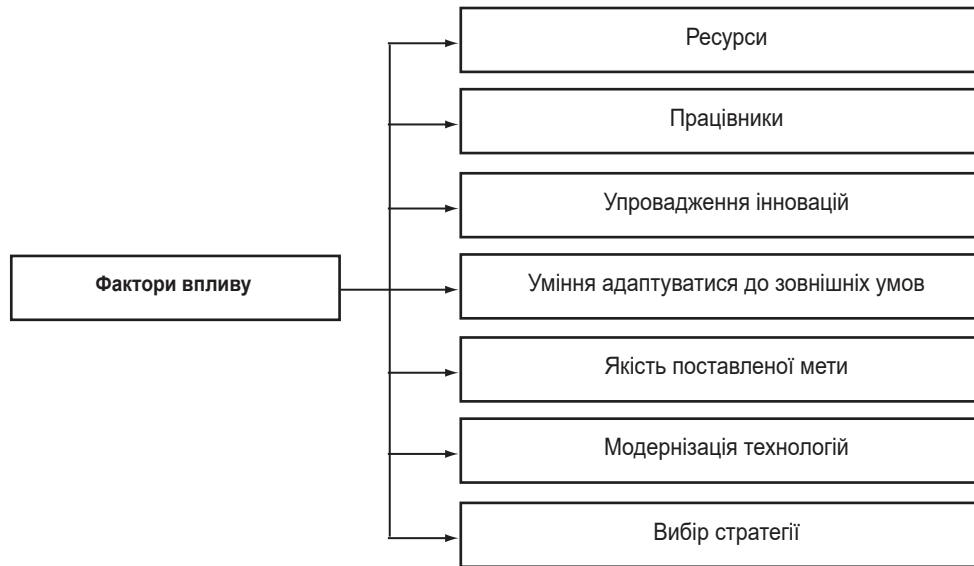 Ресурси
Працівники
Упровадження інновацій
Фактори впливу
Уміння адаптуватися до зовнішніх умов
Якість поставленої мети
Модернізація технологій
Вибір стратегії